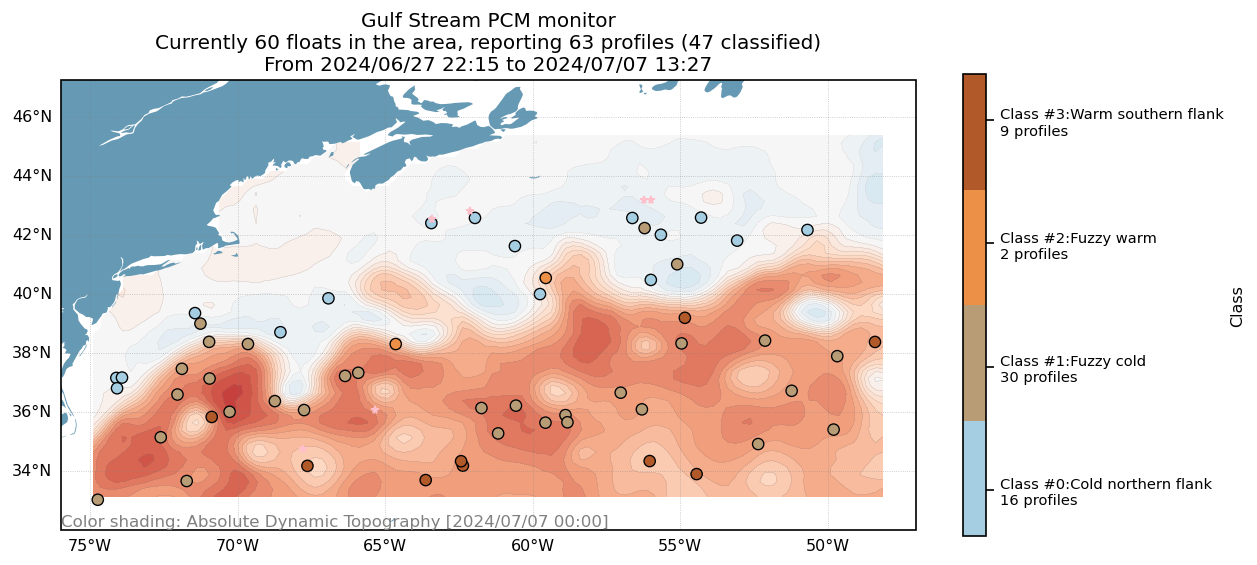 Gulf Stream PCM monitor
Currently 60 floats in the area, reporting 63 profiles (47 classified)
From 2024/06/27 22:15 to 2024/07/07 13:27
46°N
44°N
42°N
40°N
38°N
36°N
34°N
Color shading: Absolute Dynamic Topography [2024/07/07 00:00]
75°W
70°W
65°W
60°W
55°W
50°W
Class #3:Warm southern flank
9 profiles
Class #2:Fuzzy warm
2 profiles
Class #1:Fuzzy cold
30 profiles
Class #0:Cold northern flank
16 profiles
Class